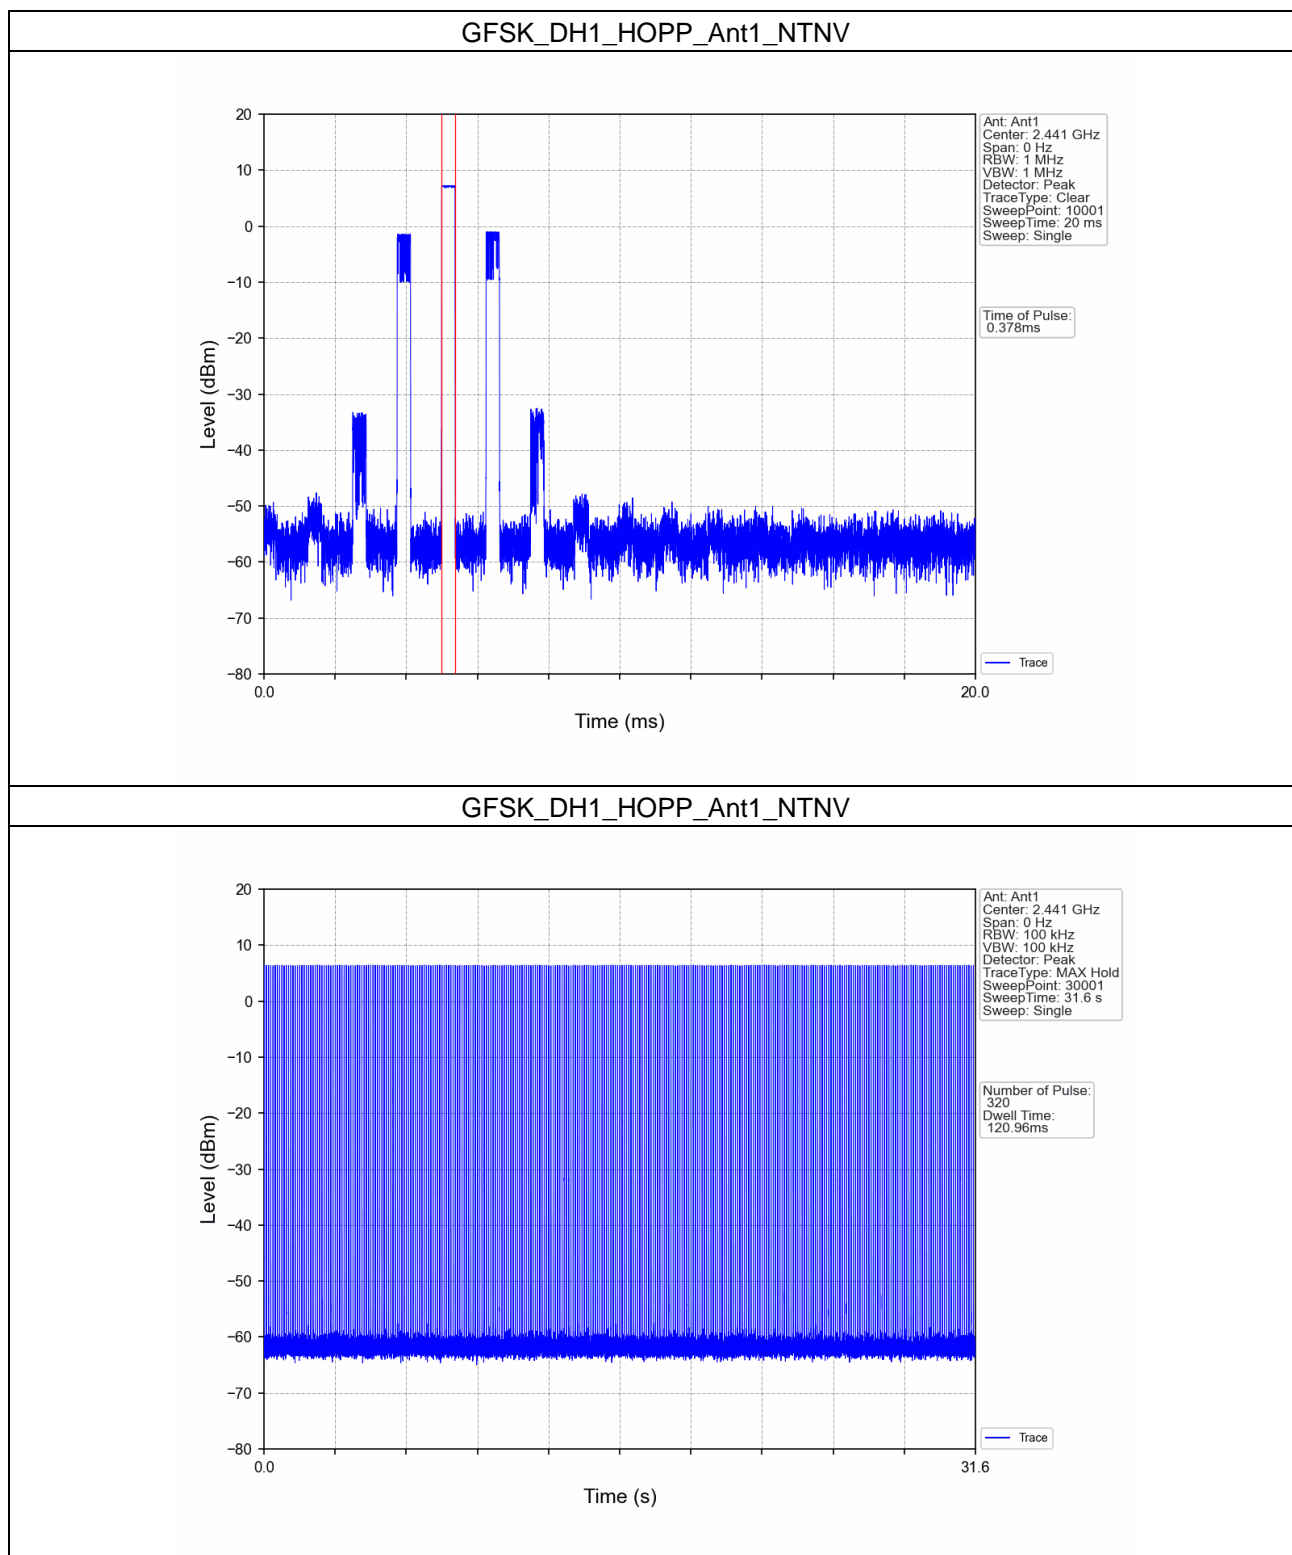 GFSK_DH1_HOPP_Ant1_NTNV
20
10
0
−10
−20
−30
−40
−50
−60
−70
−80
Level (dBm)
0.0
20.0
Time (ms)
Ant: Ant1
Center: 2.441 GHz
Span: 0 Hz
RBW: 1 MHz
VBW: 1 MHz
Detector: Peak
TraceType: Clear
SweepPoint: 10001
SweepTime: 20 ms
Sweep: Single
Time of Pulse:
0.378ms
Trace
GFSK_DH1_HOPP_Ant1_NTNV
20
10
0
−10
−20
−30
−40
−50
−60
−70
−80
Level (dBm)
0.0
31.6
Time (s)
Ant: Ant1
Center: 2.441 GHz
Span: 0 Hz
RBW: 100 kHz
VBW: 100 kHz
Detector: Peak
TraceType: MAX Hold
SweepPoint: 30001
SweepTime: 31.6 s
Sweep: Single
Number of Pulse:
320
Dwell Time:
120.96ms
Trace